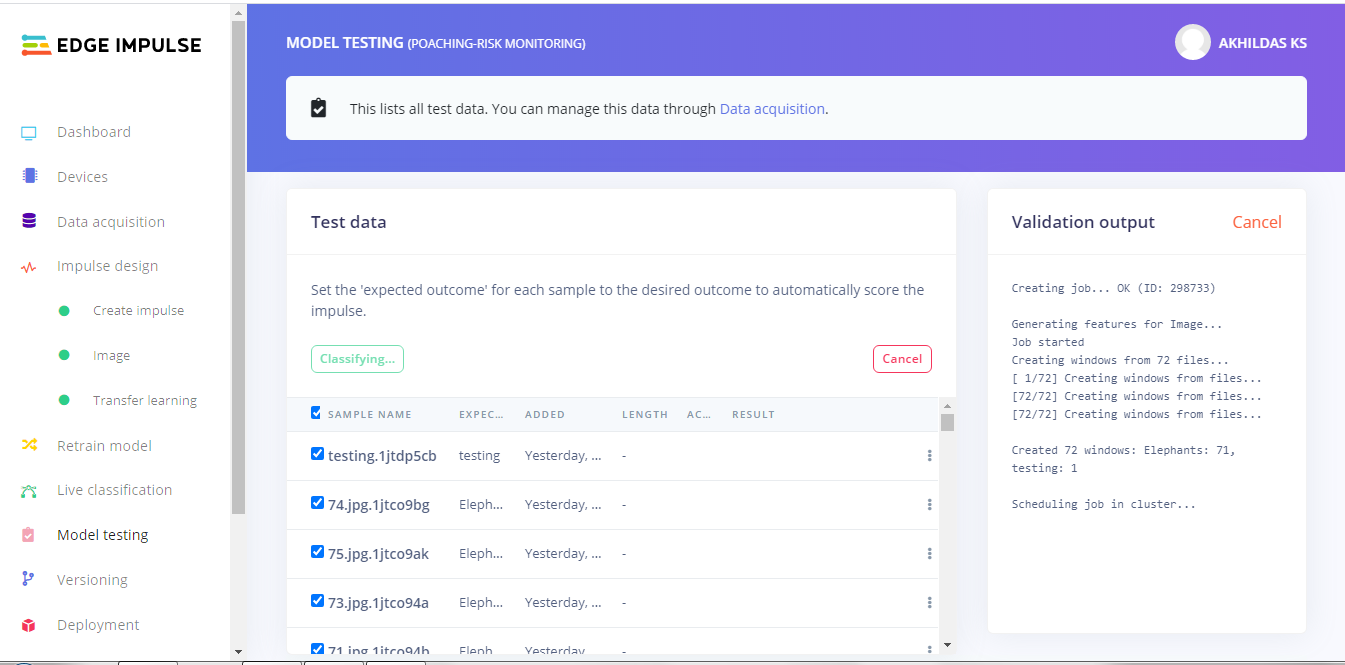 EDGE IMPULSE
Dashboard
Devices
Data acquisition
Impulse design
Create impulse
Image
Transfer learning
Retrain model
Live classification
Model testing
Versioning
Deployment
MODEL TESTING (POACHING-RISK MONITORING)
AKHILDAS KS
This lists all test data. You can manage this data through Data acquisition.
Test data
Set the 'expected outcome' for each sample to the desired outcome to automatically score the
impulse.
Classifying...
Cancel
SAMPLE NAME EXPEC... ADDED LENGTH AC... RESULT
testing.1jtdp5cb testing Yesterday, ... -
74.jpg.1jtco9bg Eleph... Yesterday, ... -
75.jpg.1jtco9ak Eleph... Yesterday, ... -
73.jpg.1jtco94a Eleph... Yesterday, ... -
71.jpg.1jtco94h Eleph... Yesterday, ... -
Validation output
Cancel
Creating job... OK (ID: 298733)
Generating features for Image...
Job started
Creating windows from 72 files...
[ 1/72] Creating windows from files...
[72/72] Creating windows from files...
[72/72] Creating windows from files...
Created 72 windows: Elephants: 71,
testing: 1
Scheduling job in cluster...